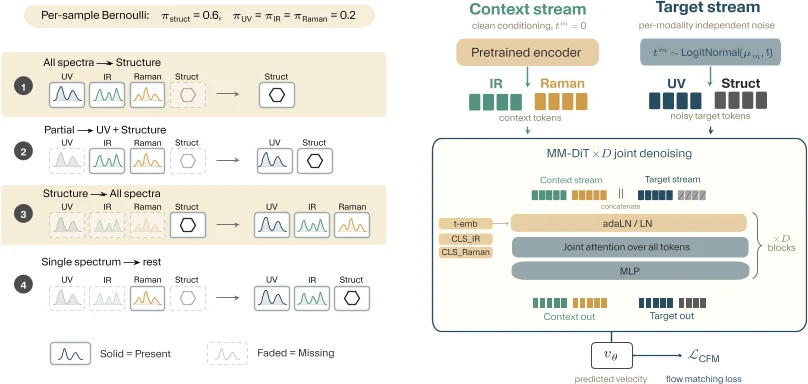 Per-sample Bernoulli: π_struct = 0.6, π_UV = π_IR = π_Raman = 0.2
1
All spectra → Structure
UV IR Raman Struct Struct
2
Partial → UV + Structure
UV IR Raman Struct UV Struct
3
Structure → All spectra
UV IR Raman Struct UV IR Raman
4
Single spectrum → rest
UV IR Raman Struct UV IR Struct
Solid = Present Faded = Missing
Context stream
clean conditioning, t^m = 0
Pretrained encoder
IR Raman
context tokens
Target stream
per-modality independent noise
t^m ∼ LogitNormal(μ_m, 1)
UV Struct
noisy target tokens
MM-DiT ×D joint denoising
Context stream Target stream
||
concatenate
t-emb
CLS_IR
CLS_Raman
adaLN / LN
Joint attention over all tokens
MLP
×D
blocks
Context out Target out
v_θ
predicted velocity
ℒ_CFM
flow matching loss